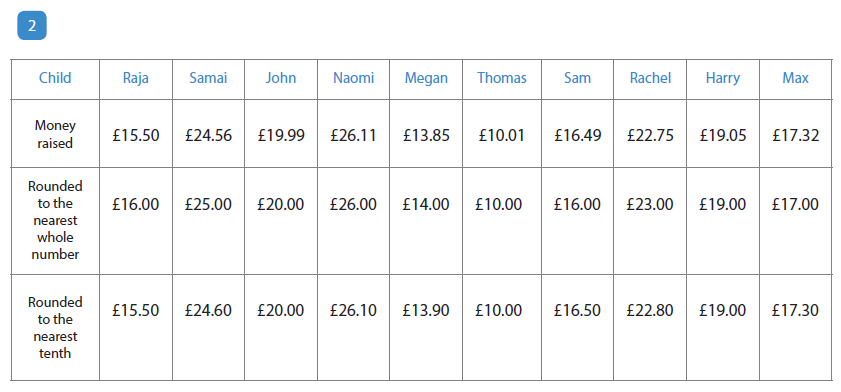 2
Child Raja Samai John Naomi Megan Thomas Sam Rachel Harry Max
Money
raised
£15.50 £24.56 £19.99 £26.11 £13.85 £10.01 £16.49 £22.75 £19.05 £17.32
Rounded
to the
nearest
whole
number
£16.00 £25.00 £20.00 £26.00 £14.00 £10.00 £16.00 £23.00 £19.00 £17.00
Rounded
to the
nearest
tenth
£15.50 £24.60 £20.00 £26.10 £13.90 £10.00 £16.50 £22.80 £19.00 £17.30